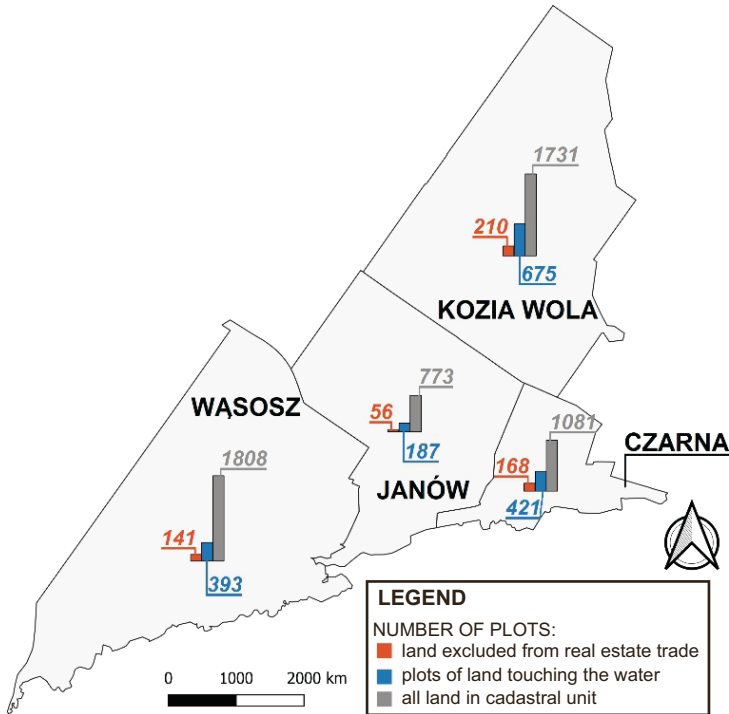 1731
210
675
KOZIA WOLA
773
56
187
JANÓW
WĄSOSZ
1808
141
393
1081
168
421
CZARNA
0 1000 2000 km
LEGEND
NUMBER OF PLOTS:
land excluded from real estate trade
plots of land touching the water
all land in cadastral unit